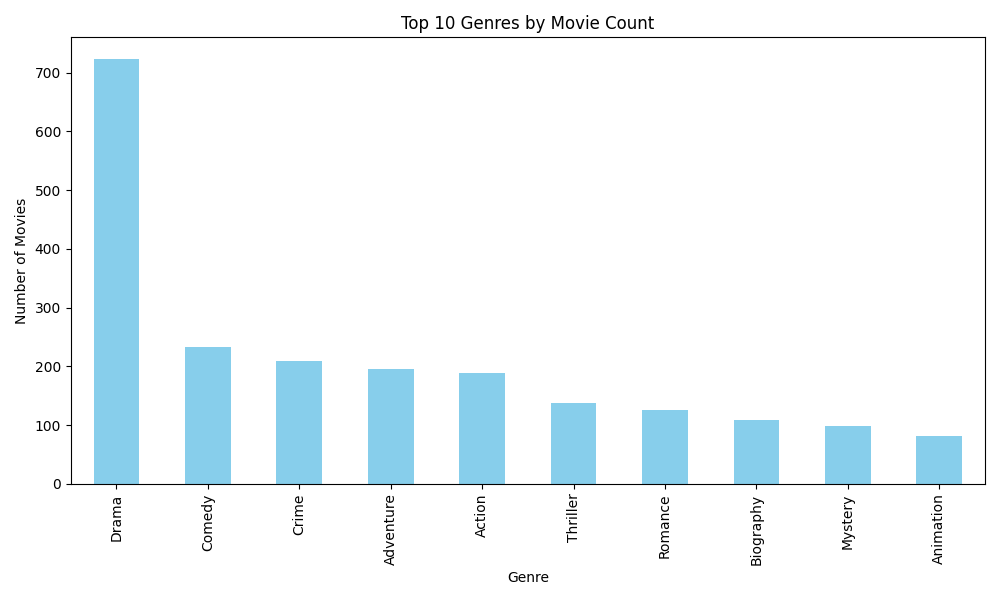 Top 10 Genres by Movie Count
Number of Movies
700
600
500
400
300
200
100
0
Drama
Comedy
Crime
Adventure
Action
Thriller
Romance
Biography
Mystery
Animation
Genre